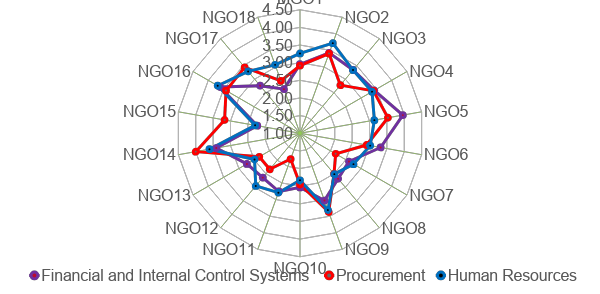 NGO1
4.50
NGO18 NGO2
4.00
NGO17 3.50 NGO3
3.00
NGO16 2.50 NGO4
2.00
NGO15 1.50 NGO5
1.00
NGO14 NGO6
NGO13 NGO7
NGO12 NGO8
NGO11 NGO9
NGO10
Financial and Internal Control Systems Procurement Human Resources